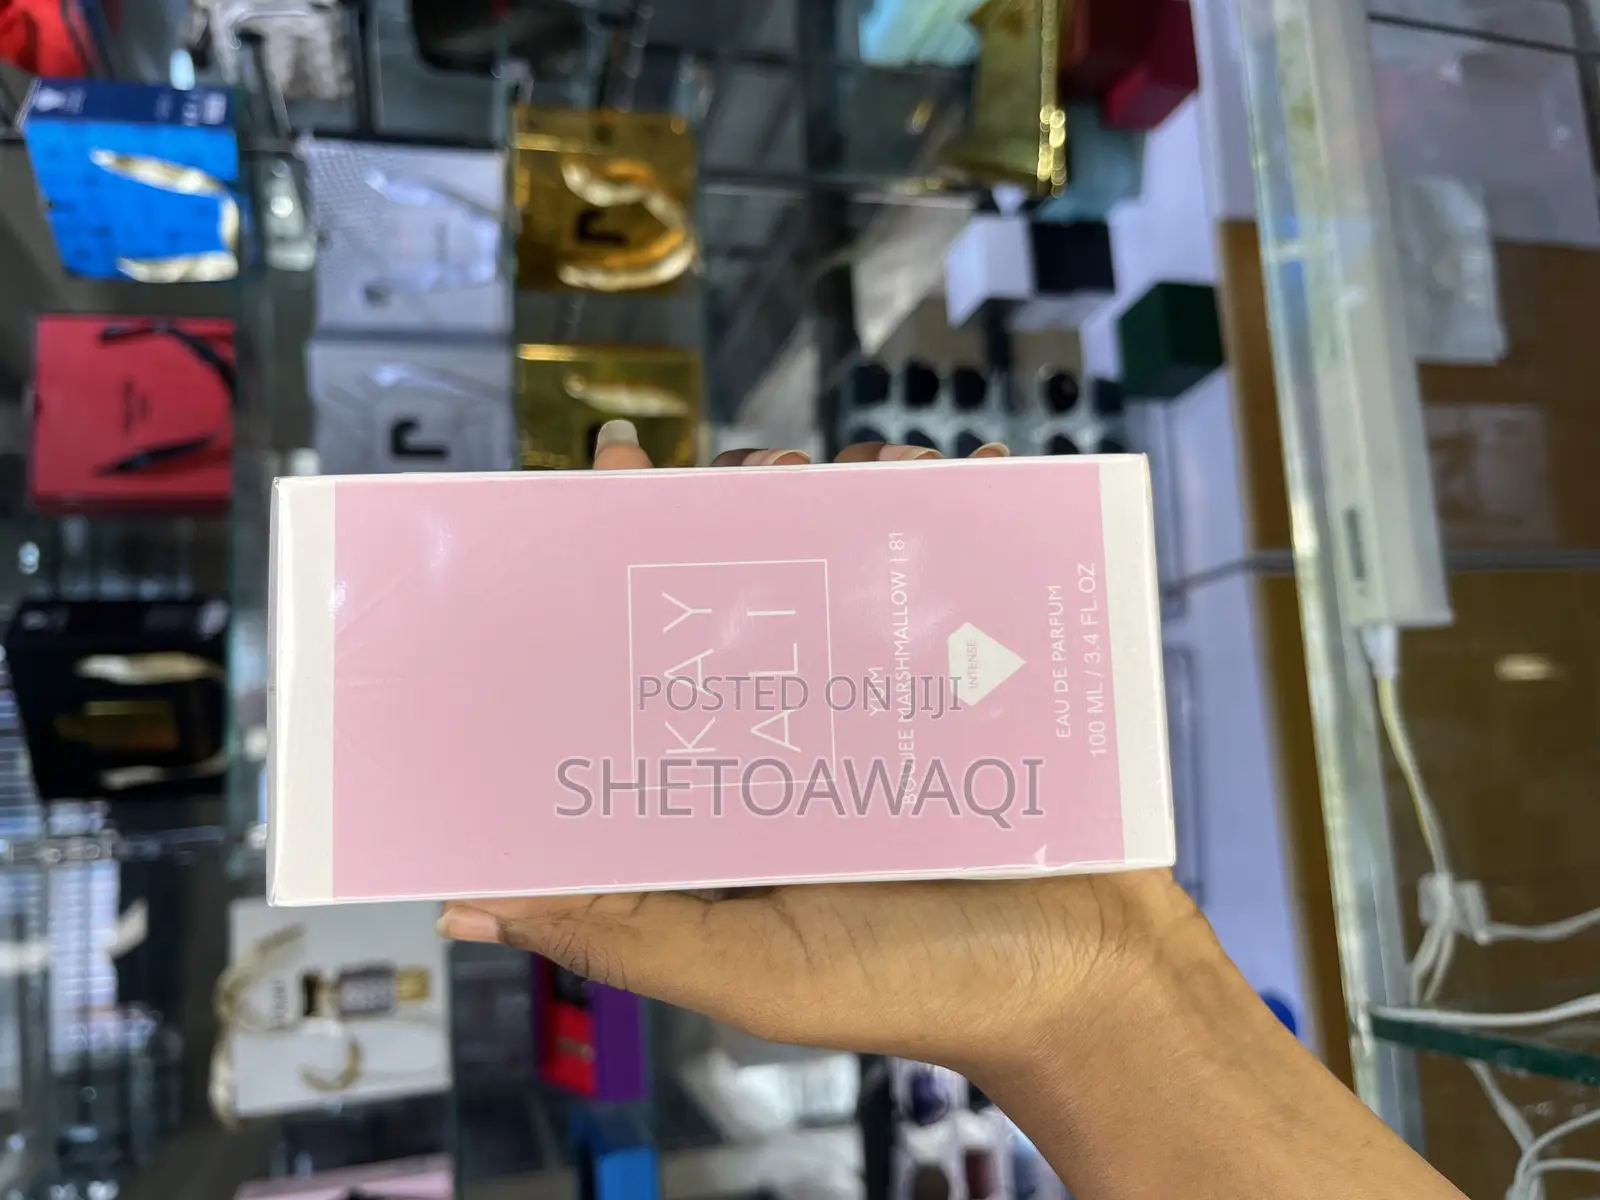 KAY
ALI
YUM
BOUJEE MARSHMALLOW | 81
INTENSE
EAU DE PARFUM
100 ML / 3.4 FL.OZ
POSTED ON JIJI
SHETOAWAQI
J
J